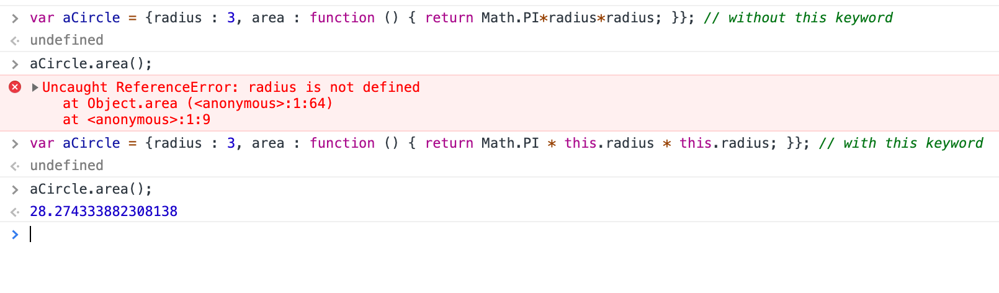 var aCircle = {radius : 3, area : function () { return Math.PI*radius*radius; }}; // without this keyword
undefined
aCircle.area();
Uncaught ReferenceError: radius is not defined
at Object.area (<anonymous>:1:64)
at <anonymous>:1:9
var aCircle = {radius : 3, area : function () { return Math.PI * this.radius * this.radius; }}; // with this keyword
undefined
aCircle.area();
28.274333882308138